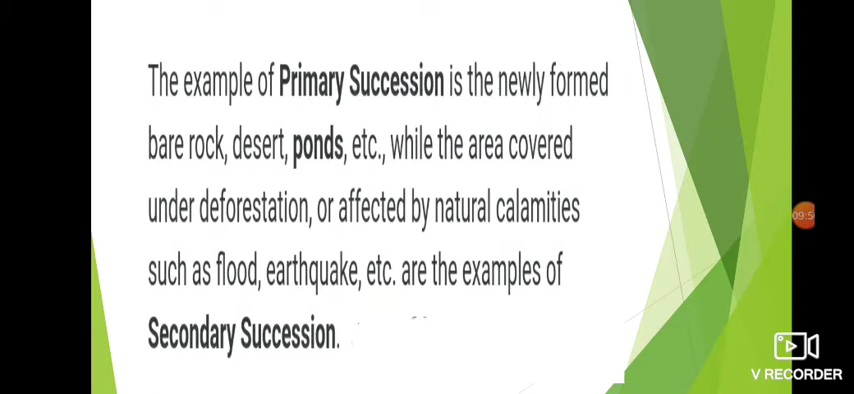 The example of Primary Succession is the newly formed
bare rock, desert, ponds, etc., while the area covered
under deforestation, or affected by natural calamities
such as flood, earthquake, etc. are the examples of
Secondary Succession.
V RECORDER